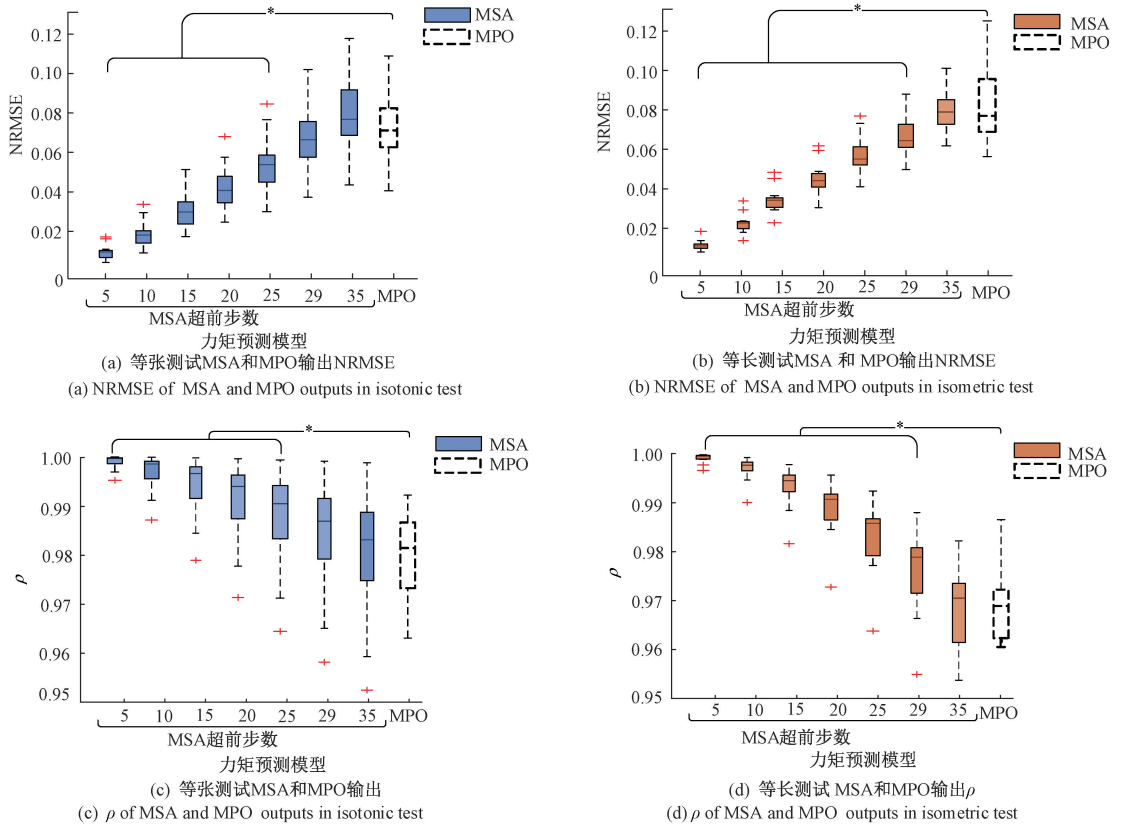 *
MSA
MPO
0.12
0.10
0.08
0.06
0.04
0.02
0
NRMSE
5 10 15 20 25 29 35 MPO
MSA超前步数
力矩预测模型
(a) 等张测试MSA和MPO输出NRMSE
(a) NRMSE of MSA and MPO outputs in isotonic test
*
MSA
MPO
0.12
0.10
0.08
0.06
0.04
0.02
0
NRMSE
5 10 15 20 25 29 35 MPO
MSA超前步数
力矩预测模型
(b) 等长测试MSA 和 MPO输出NRMSE
(b) NRMSE of MSA and MPO outputs in isometric test
*
MSA
MPO
1.00
0.99
0.98
0.97
0.96
0.95
ρ
5 10 15 20 25 29 35 MPO
MSA超前步数
力矩预测模型
(c) 等张测试MSA和MPO输出
(c) ρ of MSA and MPO outputs in isotonic test
*
MSA
MPO
1.00
0.99
0.98
0.97
0.96
0.95
ρ
5 10 15 20 25 29 35 MPO
MSA超前步数
力矩预测模型
(d) 等长测试 MSA和MPO输出ρ
(d) ρ of MSA and MPO outputs in isometric test